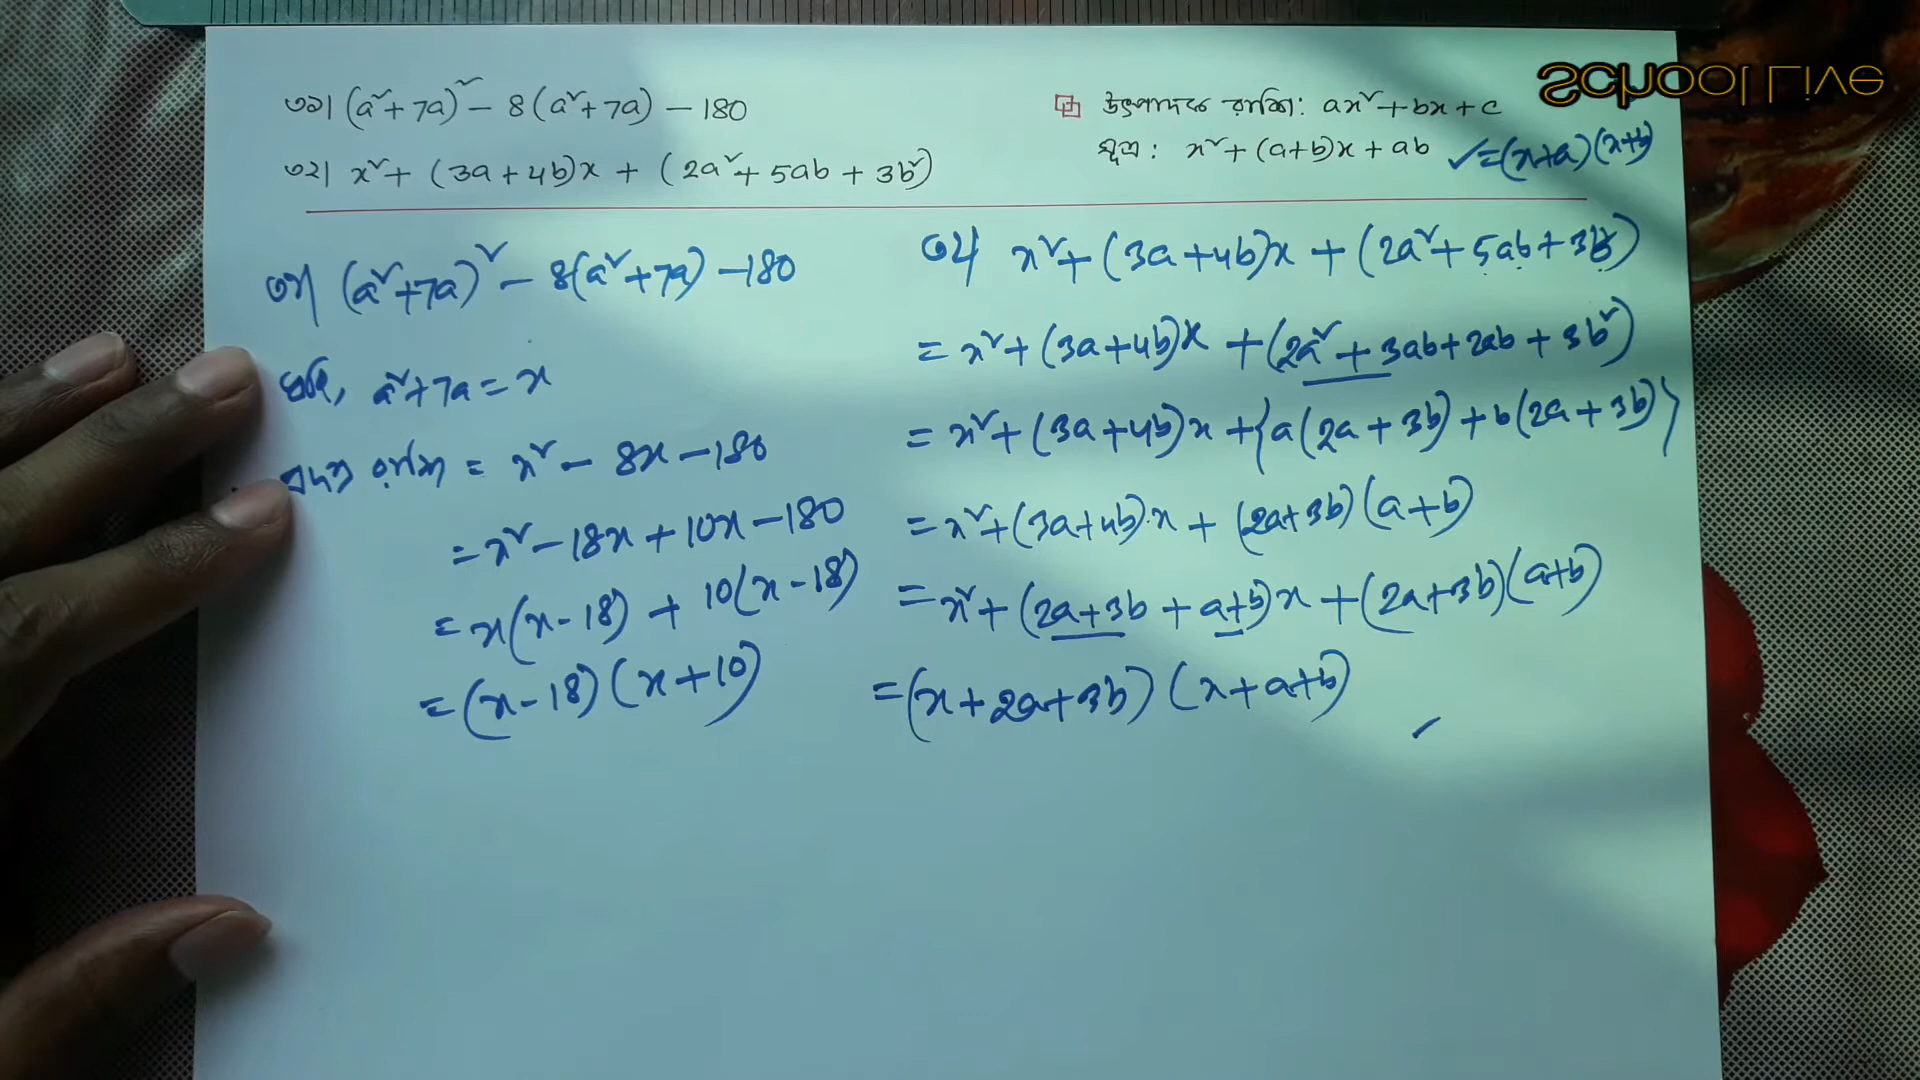 ৩১। (a²+7a)² - 8(a²+7a) - 180
৩২। x² + (3a+4b)x + (2a²+5ab+3b²)
উৎপাদকে রাশি: ax²+bx+c
সূত্র: x²+(a+b)x+ab ✓=(x+a)(x+b)
School Live
৩১। (a²+7a)² - 8(a²+7a) - 180
ধরি, a²+7a = x
প্রদত্ত রাশি = x² - 8x - 180
= x² - 18x + 10x - 180
= x(x-18) + 10(x-18)
= (x-18)(x+10)
৩২। x² + (3a+4b)x + (2a²+5ab+3b²)
= x² + (3a+4b)x + (2a²+3ab+2ab+3b²)
= x² + (3a+4b)x + {a(2a+3b) + b(2a+3b)}
= x² + (3a+4b).x + (2a+3b)(a+b)
= x² + (2a+3b+a+b)x + (2a+3b)(a+b)
= (x+2a+3b)(x+a+b)